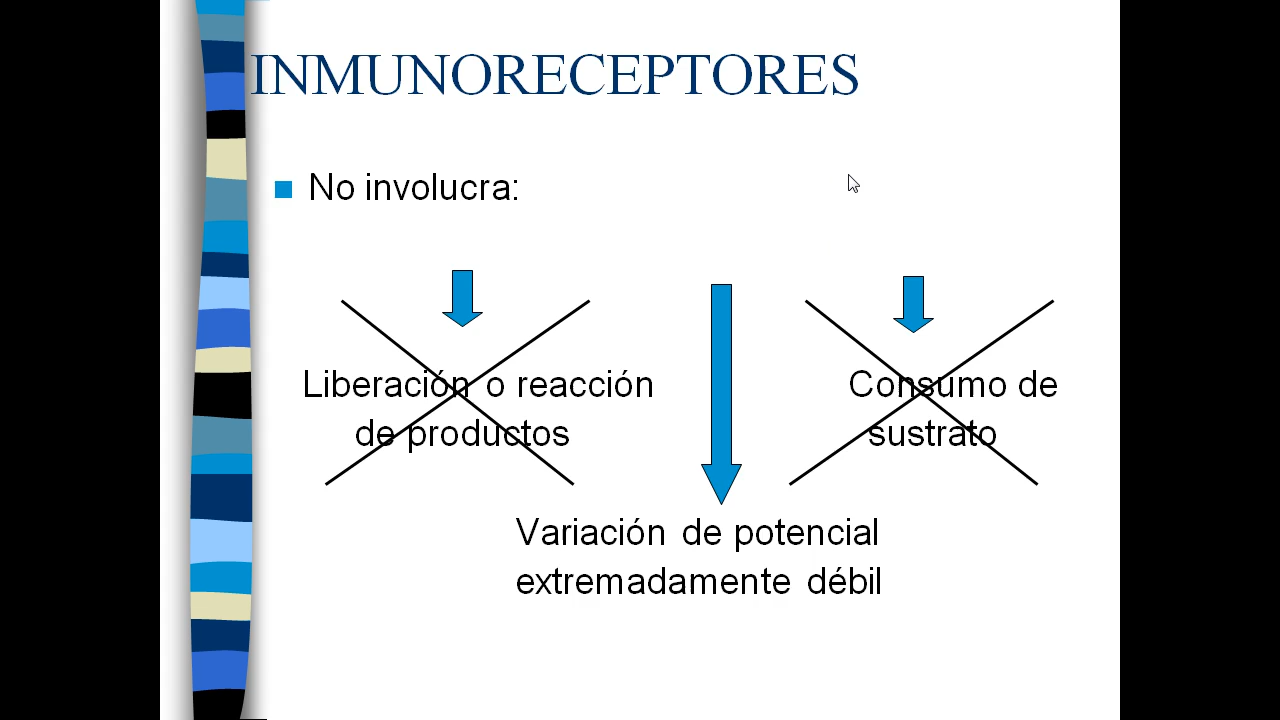 INMUNORECEPTORES
No involucra:
Liberación o reacción
de productos
Consumo de
sustrato
Variación de potencial
extremadamente débil